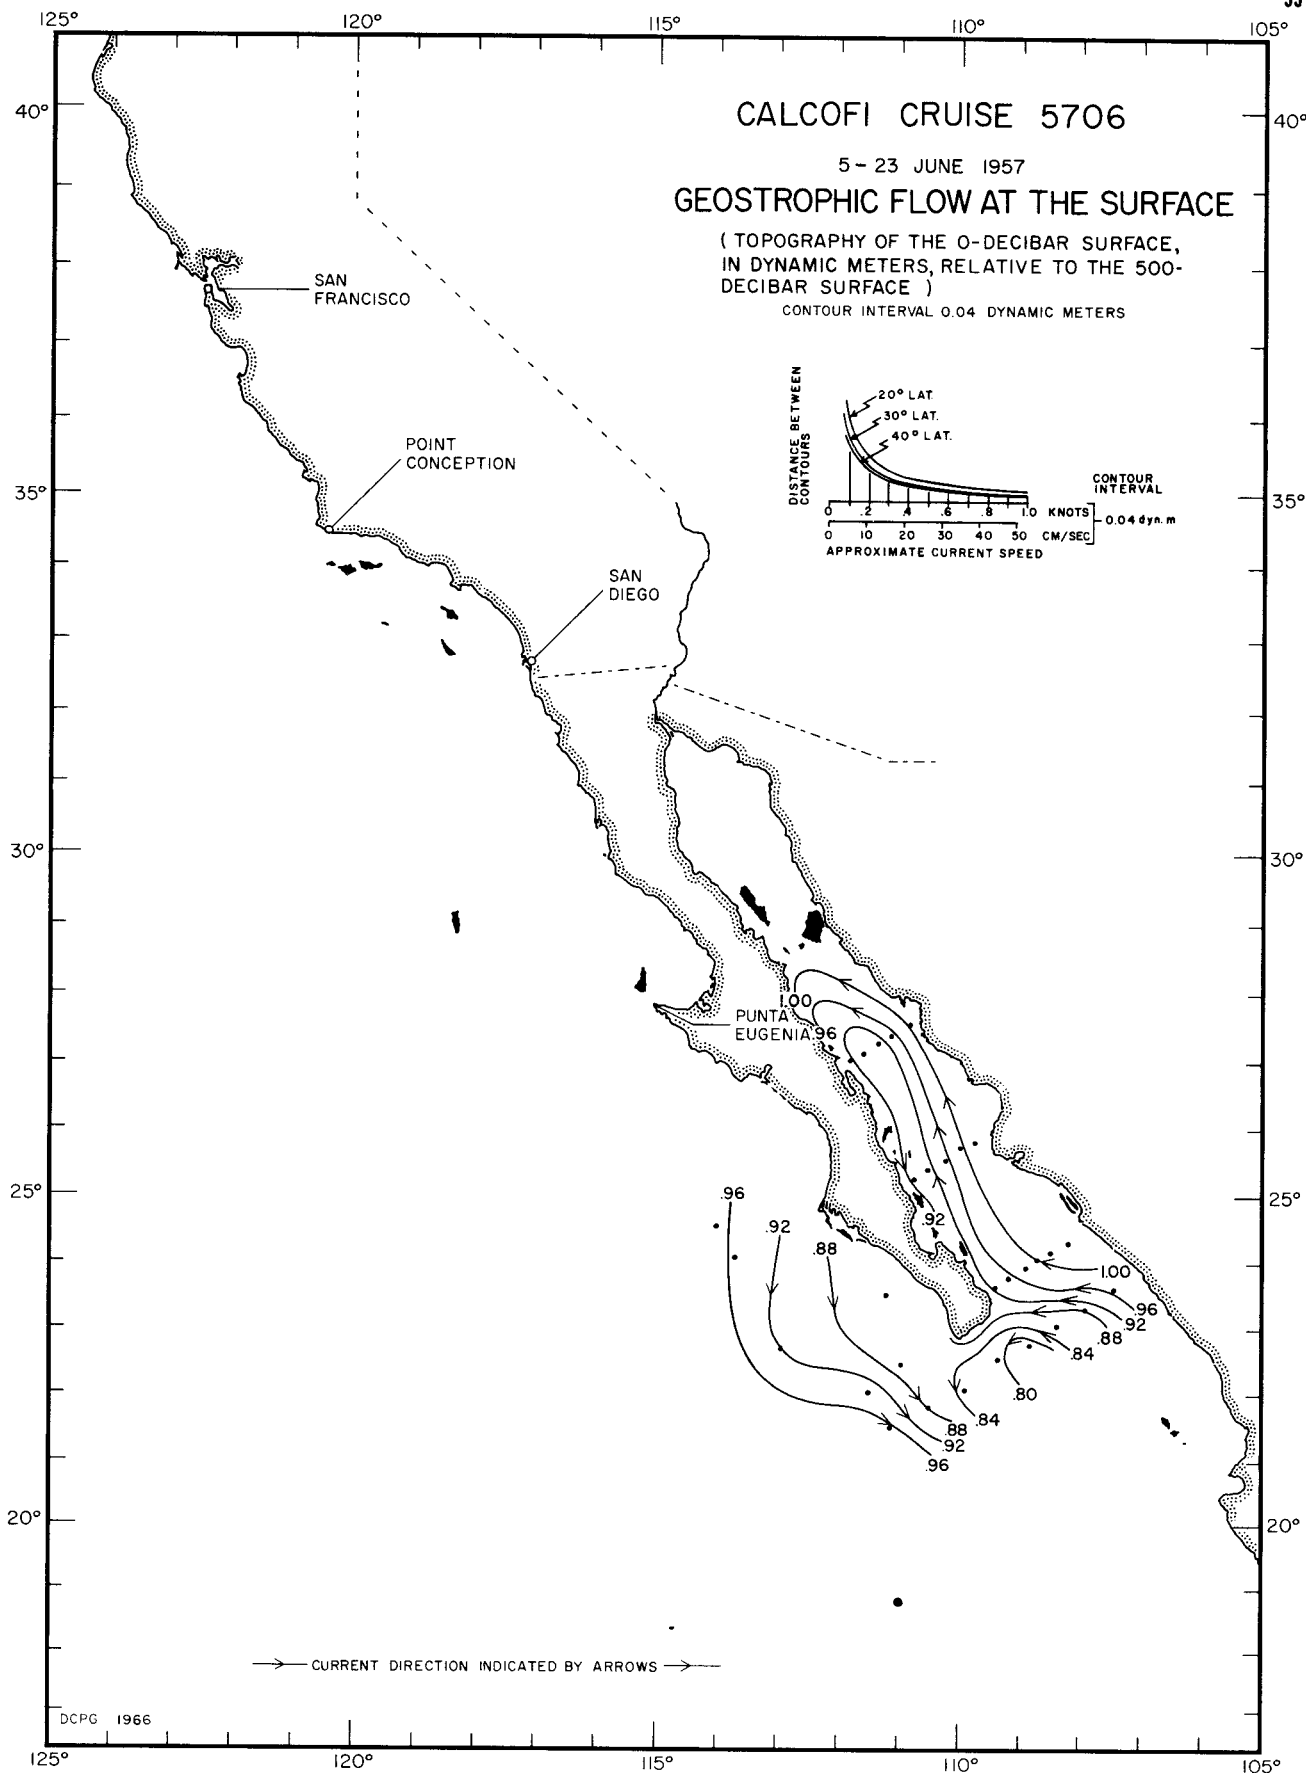 125°
120°
115°
110°
105°
40°
40°
CALCOFI CRUISE 5706
5 - 23 JUNE 1957
GEOSTROPHIC FLOW AT THE SURFACE
( TOPOGRAPHY OF THE 0-DECIBAR SURFACE,
IN DYNAMIC METERS, RELATIVE TO THE 500-
DECIBAR SURFACE )
CONTOUR INTERVAL 0.04 DYNAMIC METERS
SAN
FRANCISCO
DISTANCE BETWEEN
CONTOURS
20° LAT.
30° LAT.
40° LAT.
CONTOUR
INTERVAL
0 .2 .4 .6 .8 1.0 KNOTS
0.04 dyn. m
0 10 20 30 40 50 CM/SEC
APPROXIMATE CURRENT SPEED
POINT
CONCEPTION
35°
35°
SAN
DIEGO
30°
30°
1.00
PUNTA
EUGENIA
.96
25°
25°
.96
.92
.88
.92
1.00
.96
.92
.88
.84
.80
.84
.88
.92
.96
20°
20°
CURRENT DIRECTION INDICATED BY ARROWS
DCPG 1966
125°
120°
115°
110°
105°